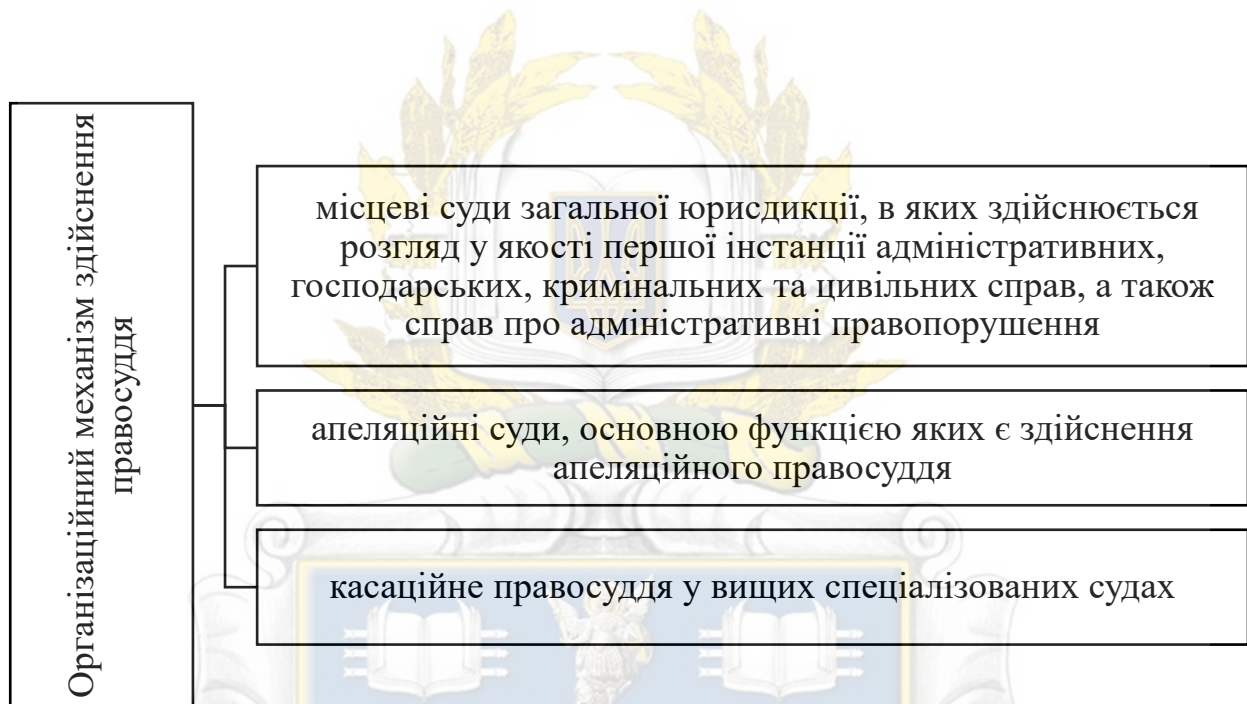 Організаційний механізм здійснення
правосуддя
місцеві суди загальної юрисдикції, в яких здійснюється
розгляд у якості першої інстанції адміністративних,
господарських, кримінальних та цивільних справ, а також
справ про адміністративні правопорушення
апеляційні суди, основною функцією яких є здійснення
апеляційного правосуддя
касаційне правосуддя у вищих спеціалізованих судах